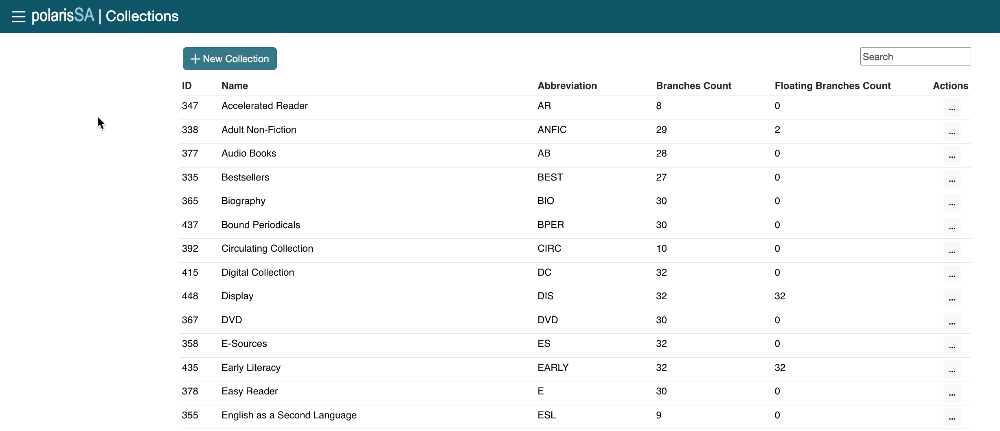 polarisSA | Collections
New Collection
Search
ID Name Abbreviation Branches Count Floating Branches Count Actions
347 Accelerated Reader AR 8 0 ...
338 Adult Non-Fiction ANFIC 29 2 ...
377 Audio Books AB 28 0 ...
335 Bestsellers BEST 27 0 ...
365 Biography BIO 30 0 ...
437 Bound Periodicals BPER 30 0 ...
392 Circulating Collection CIRC 10 0 ...
415 Digital Collection DC 32 0 ...
448 Display DIS 32 32 ...
367 DVD DVD 30 0 ...
358 E-Sources ES 32 0 ...
435 Early Literacy EARLY 32 32 ...
378 Easy Reader E 30 0 ...
355 English as a Second Language ESL 9 0 ...